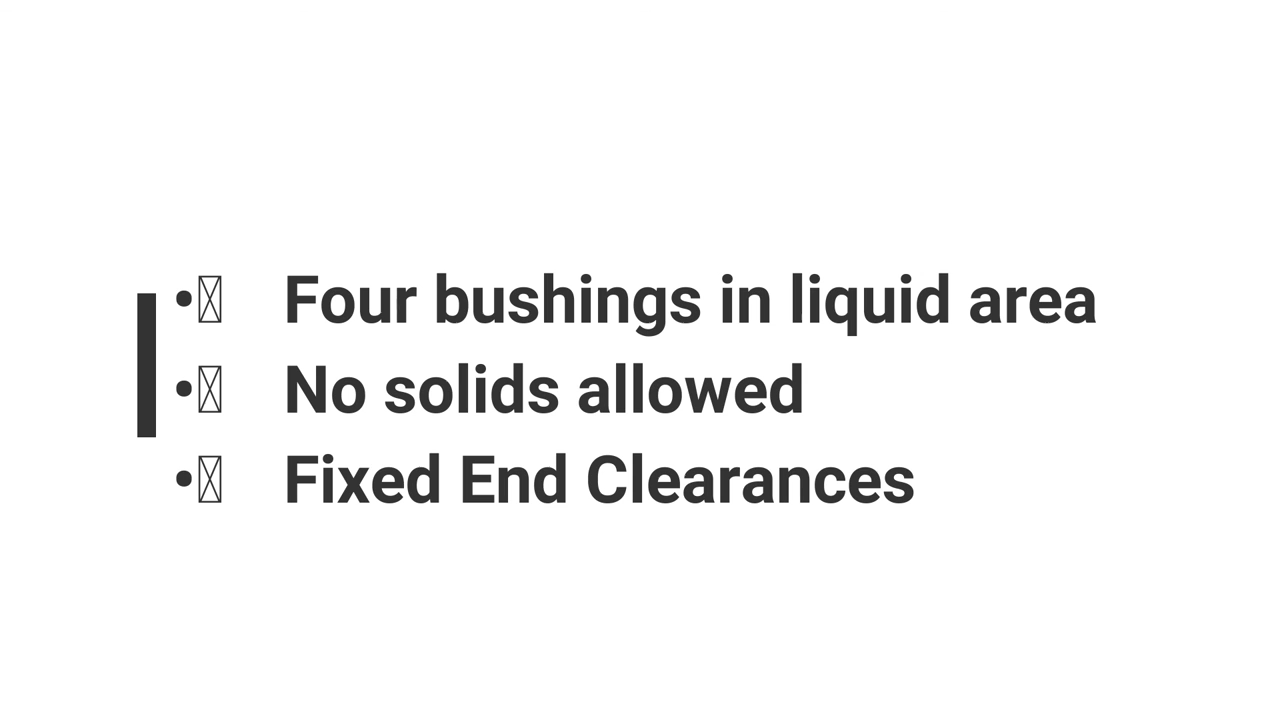 • Four bushings in liquid area
• No solids allowed
• Fixed End Clearances